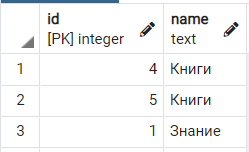 id name
[PK] integer text
1 4 Книги
2 5 Книги
3 1 Знание